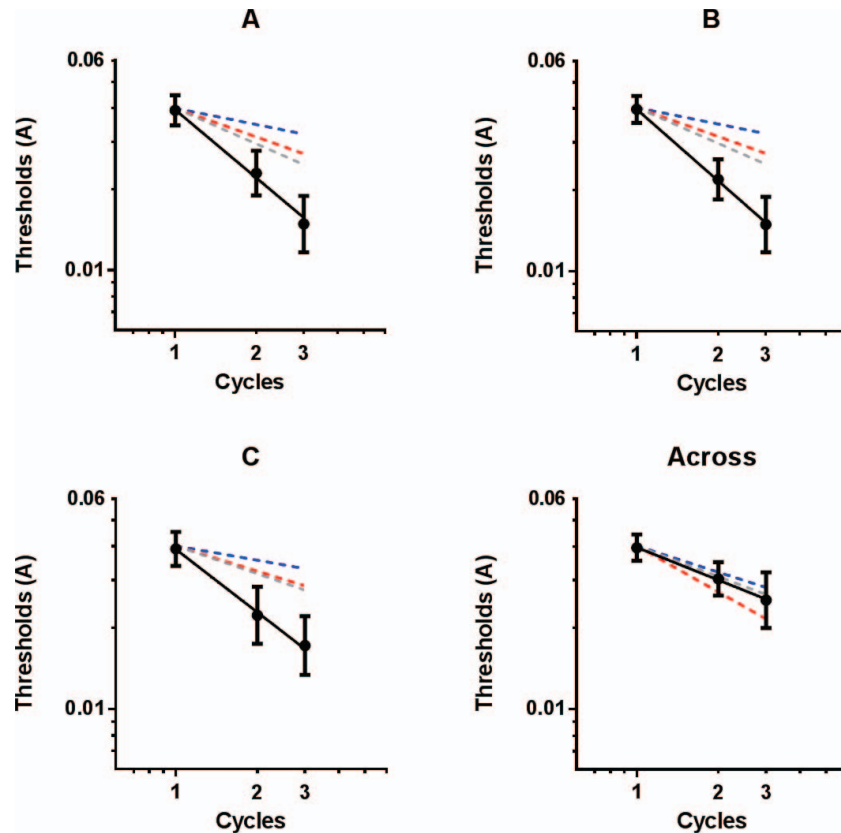 A
0.06
Thresholds (A)
0.01
1 2 3
Cycles
B
0.06
Thresholds (A)
0.01
1 2 3
Cycles
C
0.06
Thresholds (A)
0.01
1 2 3
Cycles
Across
0.06
Thresholds (A)
0.01
1 2 3
Cycles